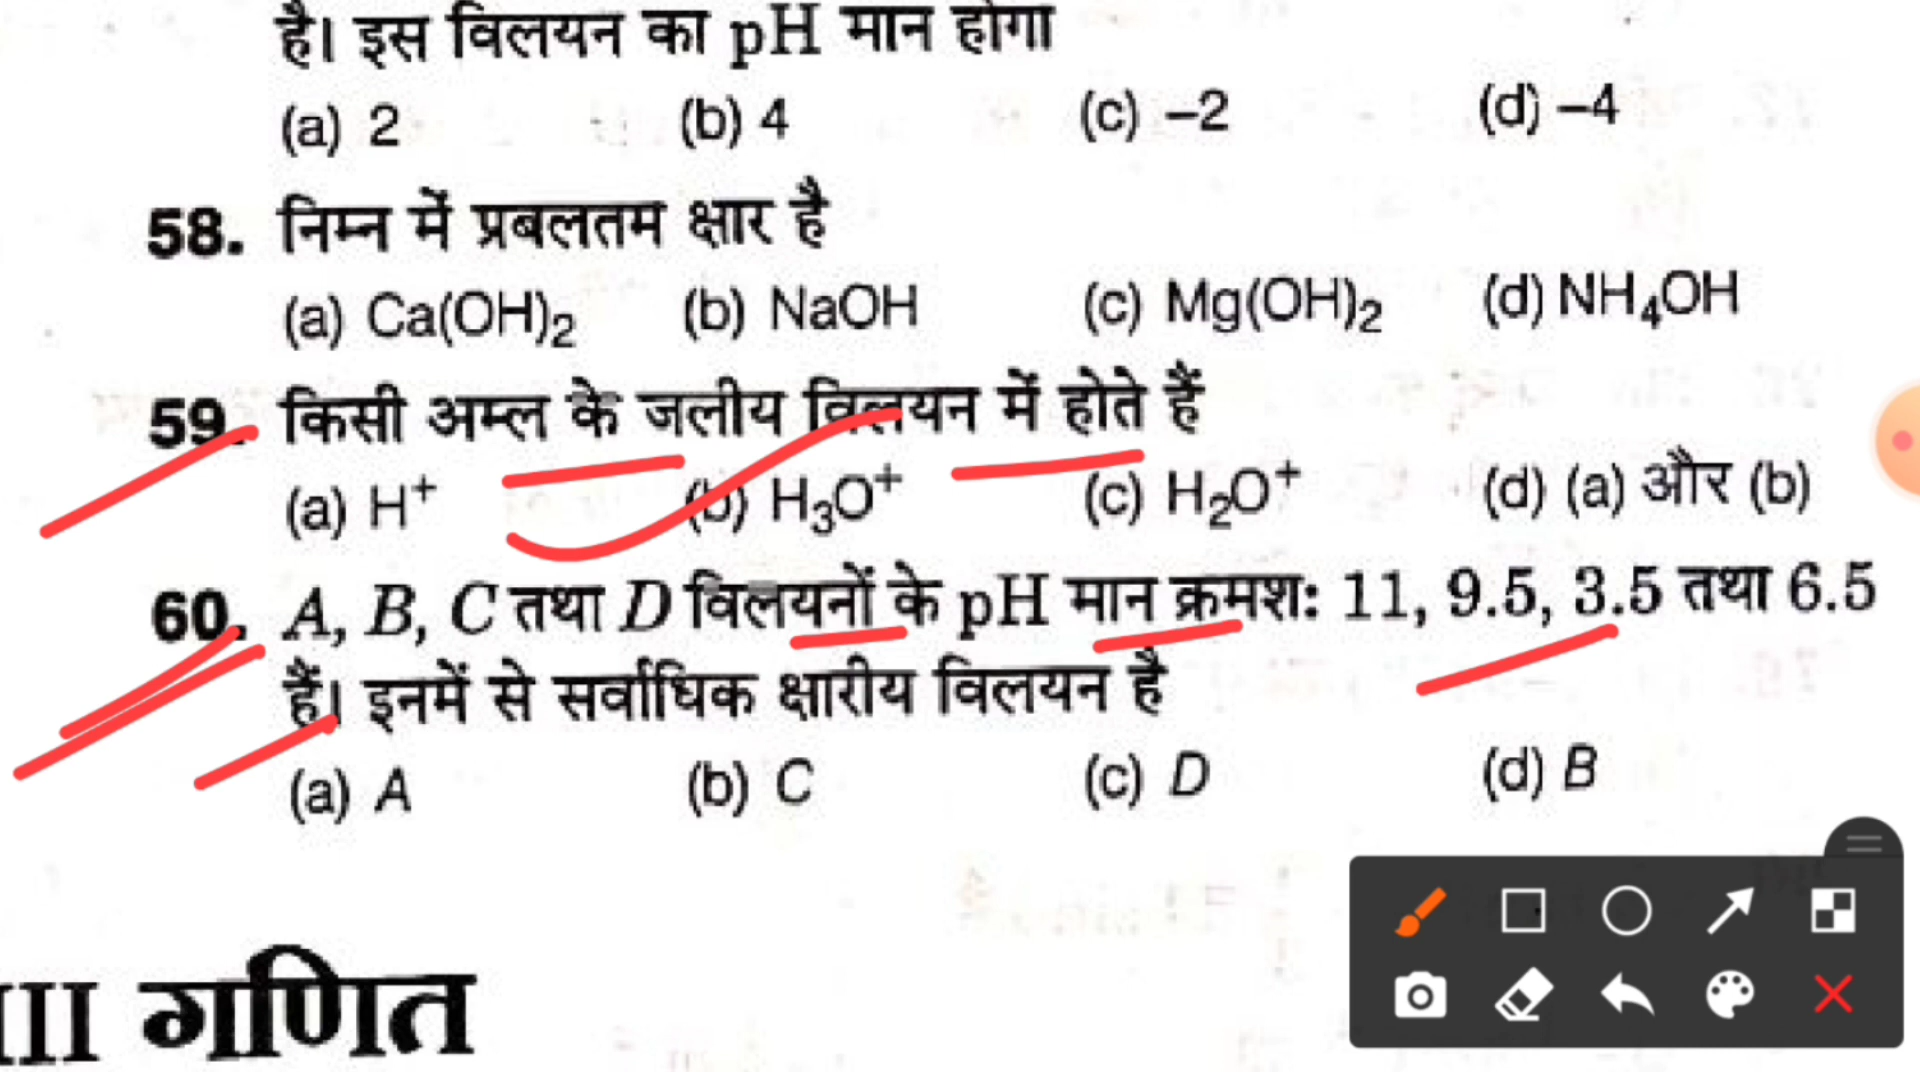 है। इस विलयन का pH मान होगा
(a) 2 (b) 4 (c) –2 (d) –4
58. निम्न में प्रबलतम क्षार है
(a) Ca(OH)₂ (b) NaOH (c) Mg(OH)₂ (d) NH₄OH
59. किसी अम्ल के जलीय विलयन में होते हैं
(a) H⁺ (b) H₃O⁺ (c) H₂O⁺ (d) (a) और (b)
60. A, B, C तथा D विलयनों के pH मान क्रमशः 11, 9.5, 3.5 तथा 6.5
हैं। इनमें से सर्वाधिक क्षारीय विलयन है
(a) A (b) C (c) D (d) B
III गणित